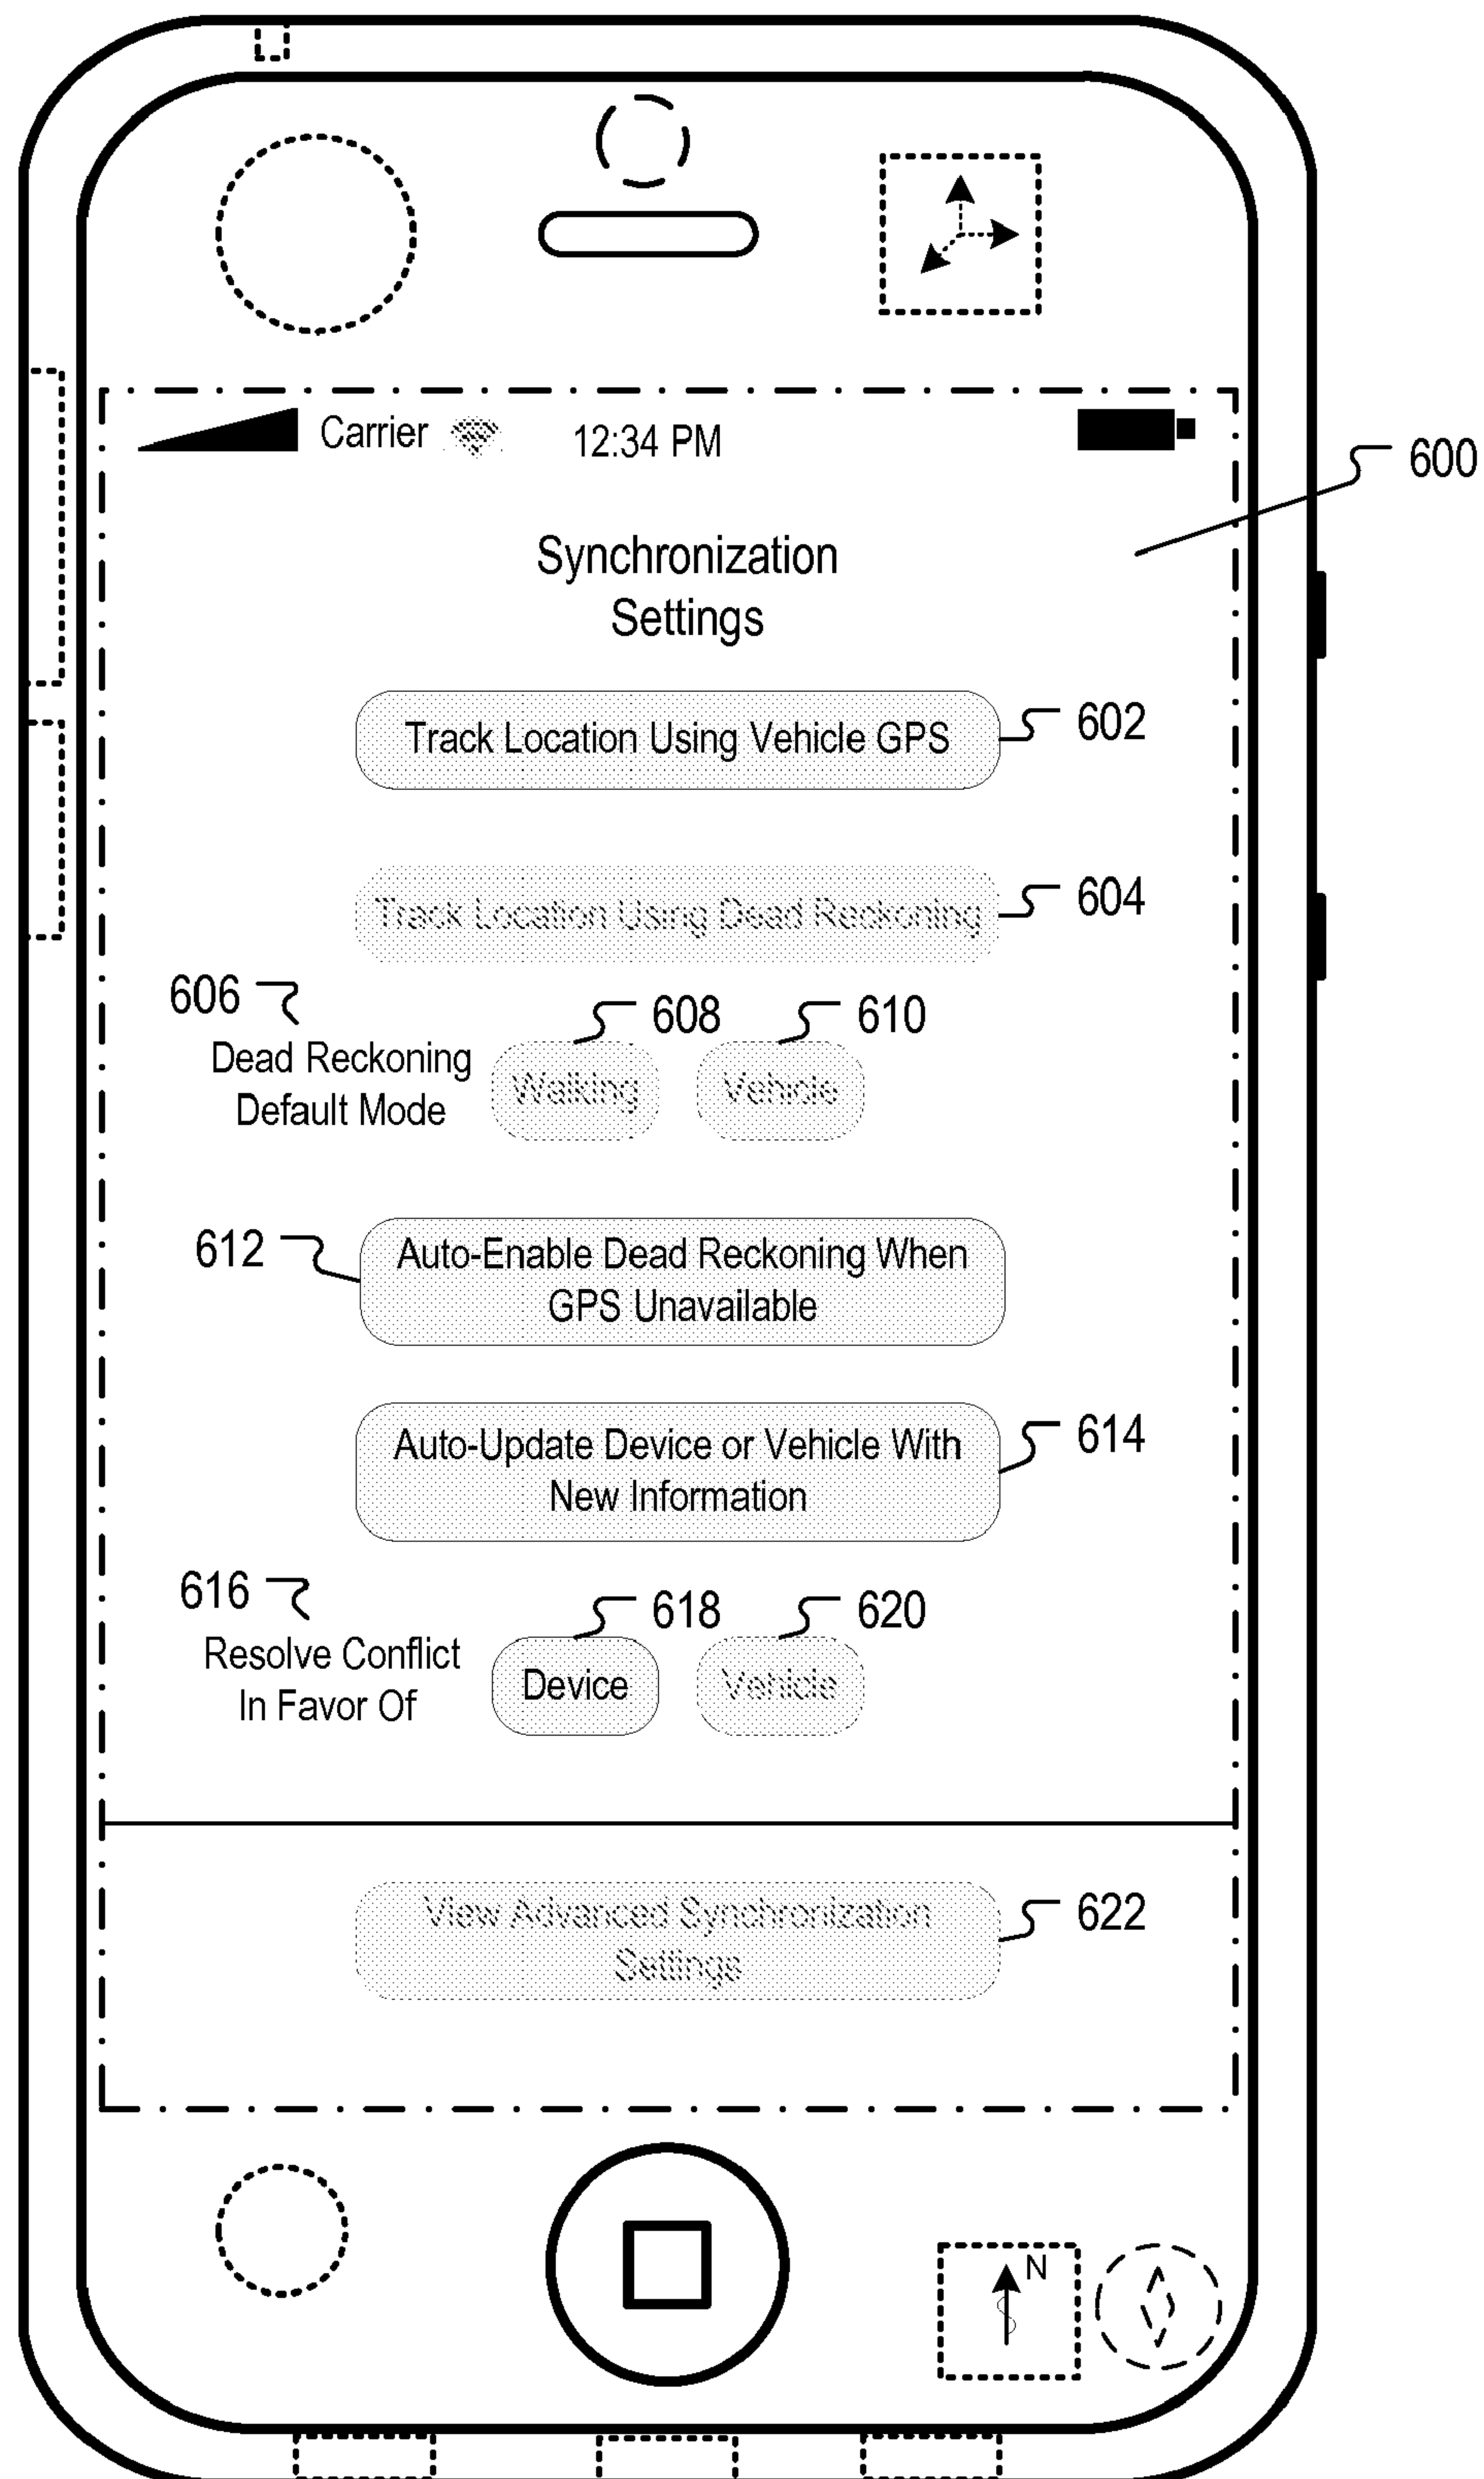 Carrier 12:34 PM
600
Synchronization
Settings
Track Location Using Vehicle GPS
602
Track Location Using Dead Reckoning
604
606
608
610
Dead Reckoning
Default Mode
Walking
Vehicle
612
Auto-Enable Dead Reckoning When
GPS Unavailable
Auto-Update Device or Vehicle With
New Information
614
616
618
620
Resolve Conflict
In Favor Of
Device
Vehicle
View Advanced Synchronization
Settings
622
N